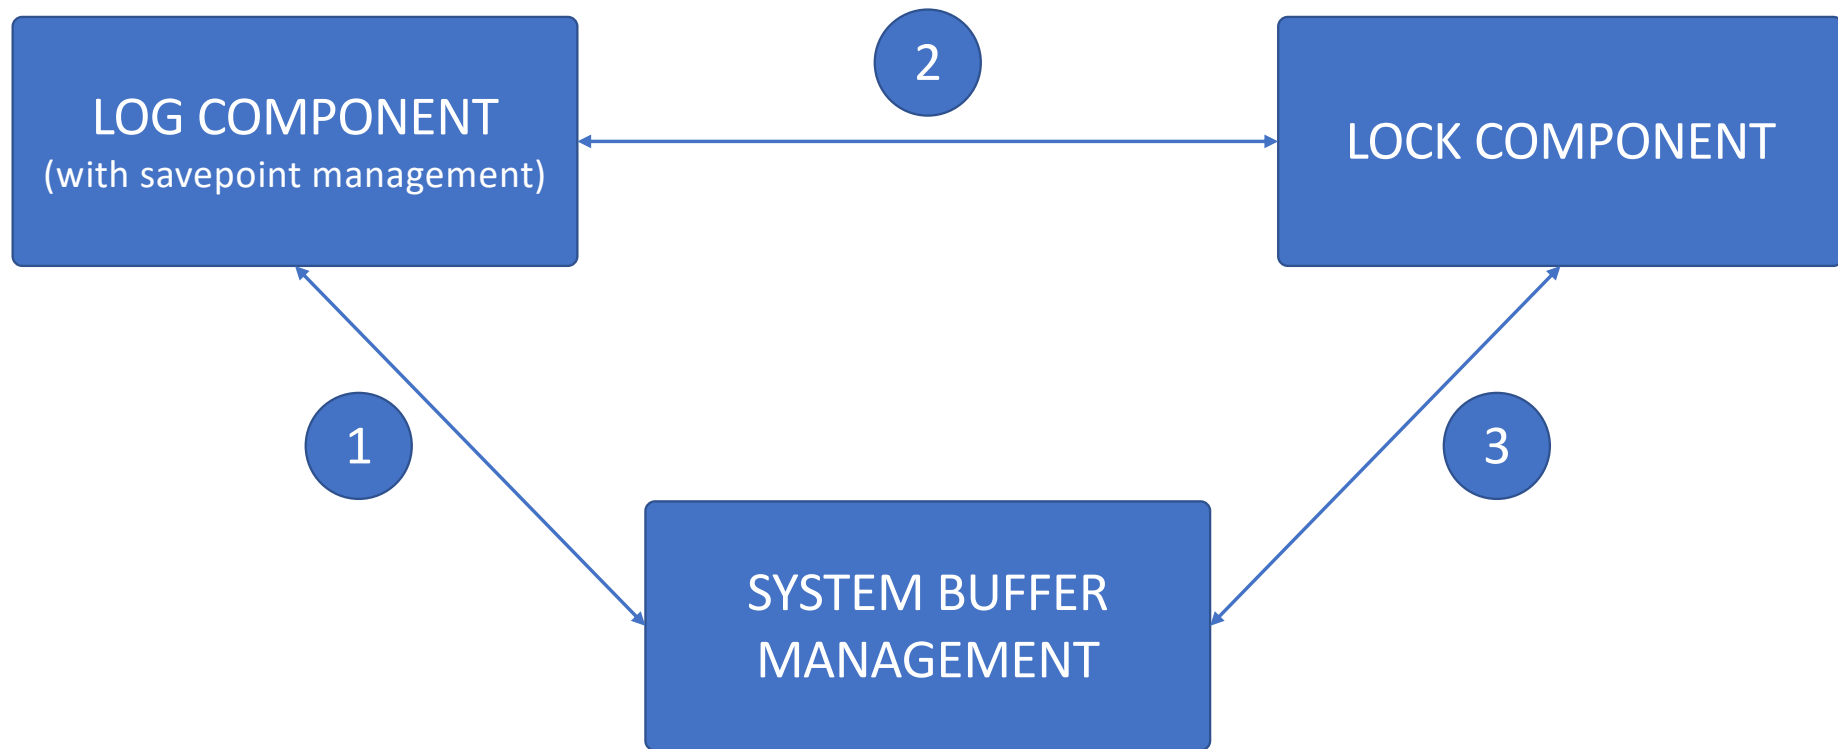 2
LOG COMPONENT
(with savepoint management)
LOCK COMPONENT
1
3
SYSTEM BUFFER
MANAGEMENT